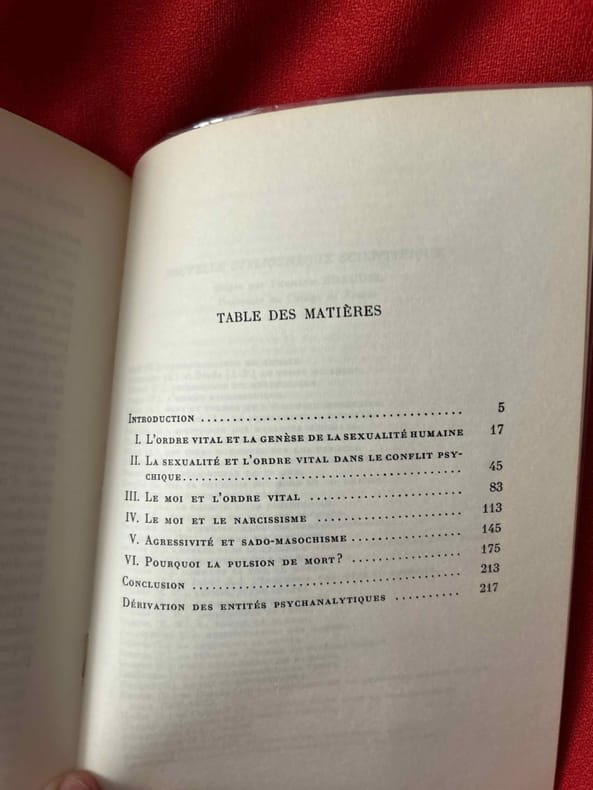 TABLE DES MATIÈRES
INTRODUCTION ........................................ 5
I. L'ORDRE VITAL ET LA GENÈSE DE LA SEXUALITÉ HUMAINE 17
II. LA SEXUALITÉ ET L'ORDRE VITAL DANS LE CONFLIT PSY-
CHIQUE............................................ 45
III. LE MOI ET L'ORDRE VITAL ........................ 83
IV. LE MOI ET LE NARCISSISME ....................... 113
V. AGRESSIVITÉ ET SADO-MASOCHISME .................. 145
VI. POURQUOI LA PULSION DE MORT? ................... 175
CONCLUSION .......................................... 213
DÉRIVATION DES ENTITÉS PSYCHANALYTIQUES .......... 217